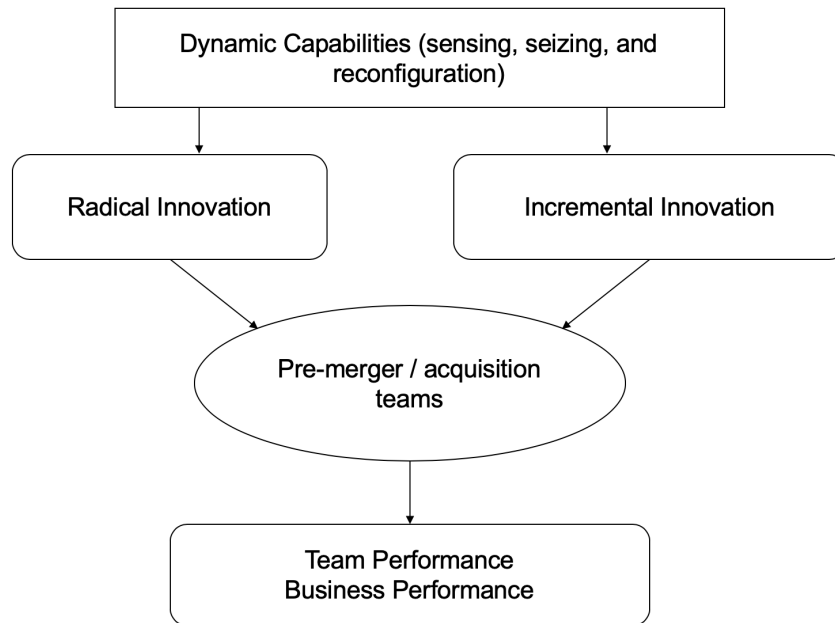 Dynamic Capabilities (sensing, seizing, and
reconfiguration)
Radical Innovation
Incremental Innovation
Pre-merger / acquisition
teams
Team Performance
Business Performance